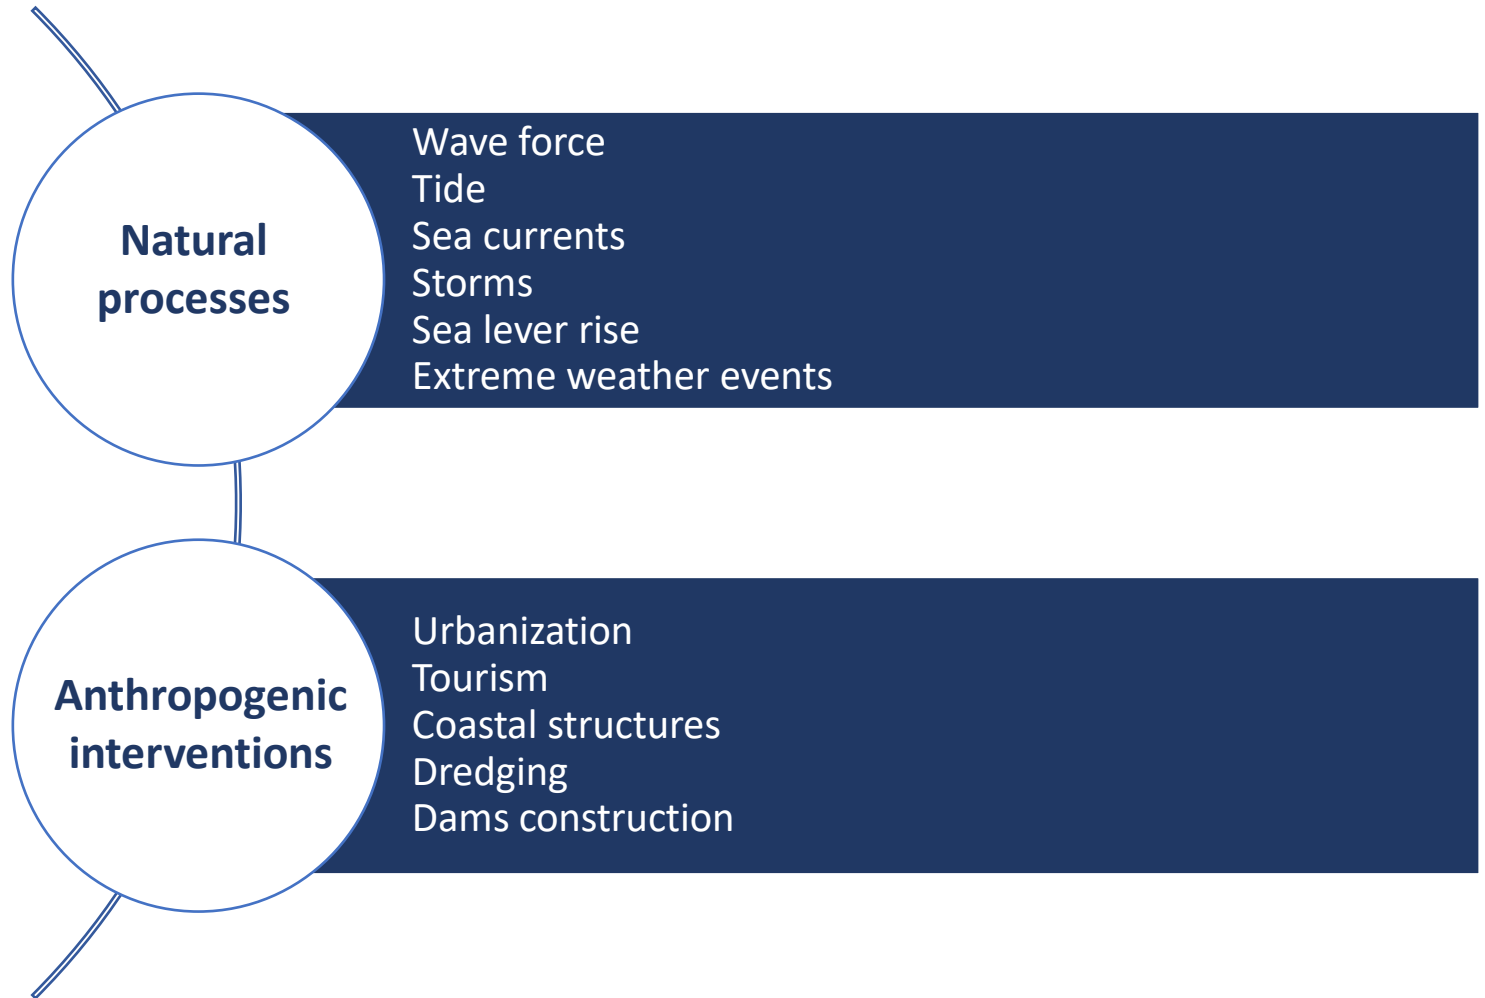 Natural
processes
Wave force
Tide
Sea currents
Storms
Sea lever rise
Extreme weather events
Anthropogenic
interventions
Urbanization
Tourism
Coastal structures
Dredging
Dams construction